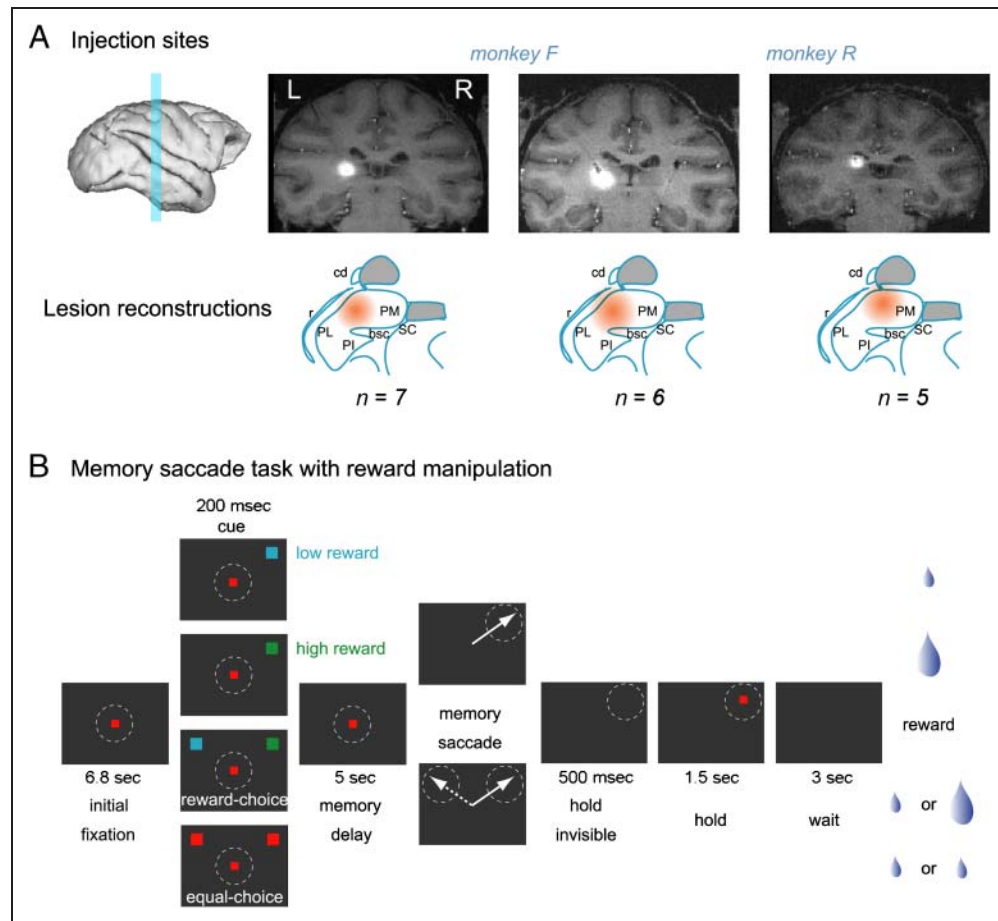 A Injection sites
monkey F
monkey R
L R
Lesion reconstructions
cd
r
PL
PI
bsc
PM
SC
cd
r
PL
PI
bsc
PM
SC
cd
r
PL
PI
bsc
PM
SC
n = 7
n = 6
n = 5
B Memory saccade task with reward manipulation
200 msec
cue
low reward
high reward
reward-choice
equal-choice
6.8 sec
initial
fixation
5 sec
memory
delay
memory
saccade
500 msec
hold
invisible
1.5 sec
hold
3 sec
wait
reward
or
or